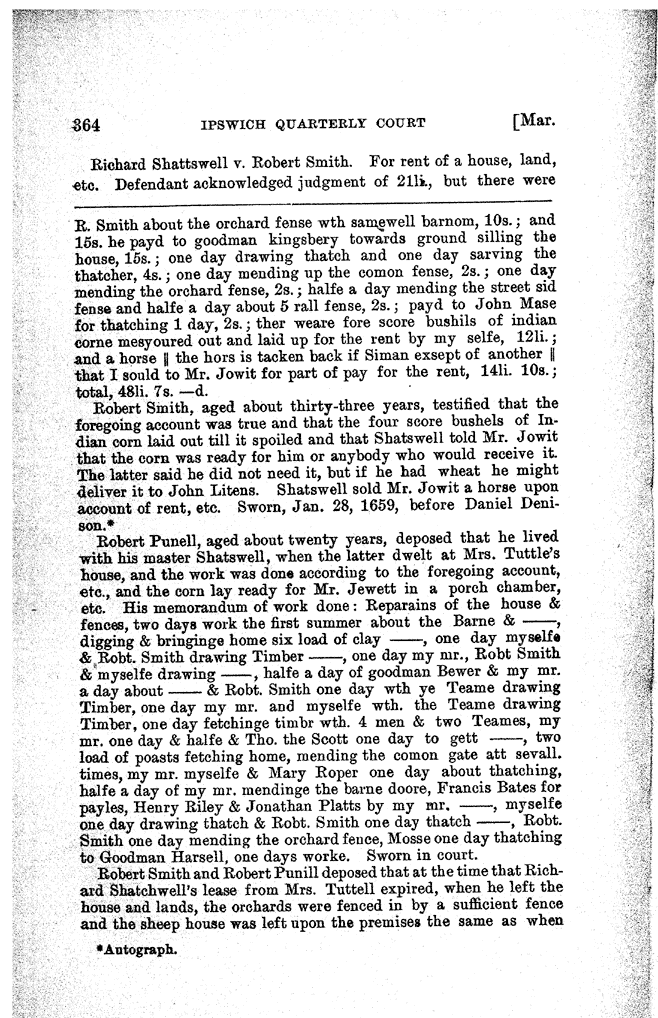 364 IPSWICH QUARTERLY COURT [Mar.
Richard Shattswell v. Robert Smith. For rent of a house, land,
etc. Defendant acknowledged judgment of 21li., but there were
R. Smith about the orchard fense wth samewell barnom, 10s.; and
15s. he payd to goodman kingsbery towards ground silling the
house, 15s.; one day drawing thatch and one day sarving the
thatcher, 4s.; one day mending up the comon fense, 2s.; one day
mending the orchard fense, 2s.; halfe a day mending the street sid
fense and halfe a day about 5 rall fense, 2s.; payd to John Mase
for thatching 1 day, 2s.; ther weare fore score bushils of indian
corne mesyoured out and laid up for the rent by my selfe, 12li.;
and a horse || the hors is tacken back if Siman exsept of another ||
that I sould to Mr. Jowit for part of pay for the rent, 14li. 10s.;
total, 48li. 7s. —d.
Robert Smith, aged about thirty-three years, testified that the
foregoing account was true and that the four score bushels of In-
dian corn laid out till it spoiled and that Shatswell told Mr. Jowit
that the corn was ready for him or anybody who would receive it.
The latter said he did not need it, but if he had wheat he might
deliver it to John Litens. Shatswell sold Mr. Jowit a horse upon
account of rent, etc. Sworn, Jan. 28, 1659, before Daniel Deni-
son.*
Robert Punell, aged about twenty years, deposed that he lived
with his master Shatswell, when the latter dwelt at Mrs. Tuttle's
house, and the work was done according to the foregoing account,
etc., and the corn lay ready for Mr. Jewett in a porch chamber,
etc. His memorandum of work done: Reparains of the house &
fences, two days work the first summer about the Barne & ——,
digging & bringinge home six load of clay ——, one day myselfe
& Robt. Smith drawing Timber ——, one day my mr., Robt Smith
& myselfe drawing ——, halfe a day of goodman Bewer & my mr.
a day about —— & Robt. Smith one day wth ye Teame drawing
Timber, one day my mr. and myselfe wth. the Teame drawing
Timber, one day fetchinge timbr wth. 4 men & two Teames, my
mr. one day & halfe & Tho. the Scott one day to gett ——, two
load of poasts fetching home, mending the comon gate att sevall.
times, my mr. myselfe & Mary Roper one day about thatching,
halfe a day of my mr. mendinge the barne doore, Francis Bates for
payles, Henry Riley & Jonathan Platts by my mr. ——, myselfe
one day drawing thatch & Robt. Smith one day thatch ——, Robt.
Smith one day mending the orchard fence, Mosse one day thatching
to Goodman Harsell, one days worke. Sworn in court.
Robert Smith and Robert Punill deposed that at the time that Rich-
ard Shatchwell's lease from Mrs. Tuttell expired, when he left the
house and lands, the orchards were fenced in by a sufficient fence
and the sheep house was left upon the premises the same as when
*Autograph.